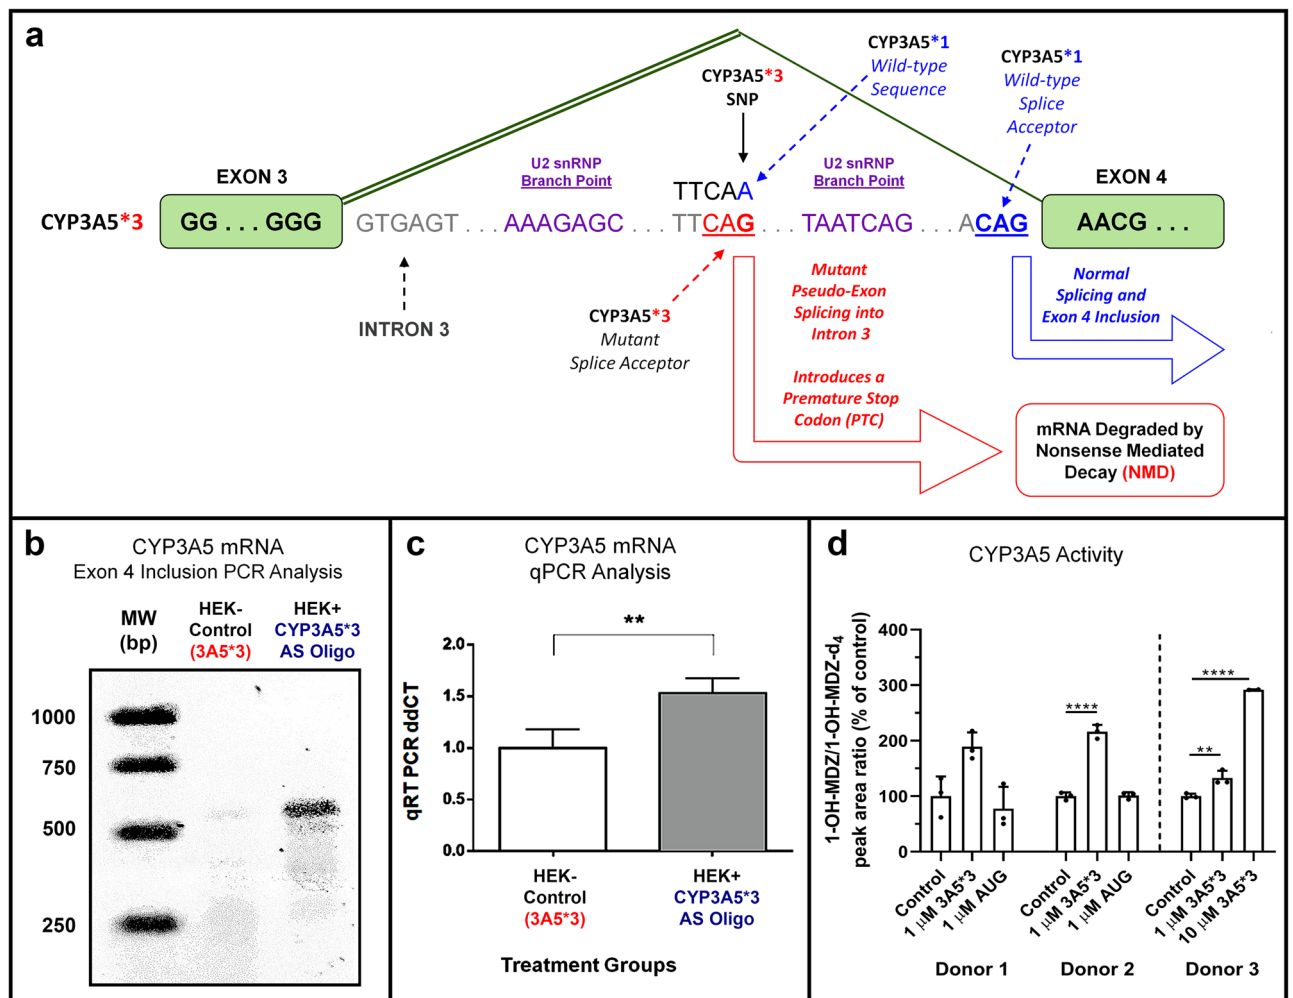 a
CYP3A5*1
Wild-type
Sequence
CYP3A5*1
Wild-type
Splice
Acceptor
CYP3A5*3
SNP
U2 snRNP
Branch Point
U2 snRNP
Branch Point
EXON 3
EXON 4
TTCAA
CYP3A5*3 GG . . . GGG GTGAGT . . . AAAGAGC . . . TTCAG . . . TAATCAG . . . ACAG AACG . . .
INTRON 3
CYP3A5*3
Mutant
Splice Acceptor
Mutant
Pseudo-Exon
Splicing into
Intron 3
Introduces a
Premature Stop
Codon (PTC)
Normal
Splicing and
Exon 4 Inclusion
mRNA Degraded by
Nonsense Mediated
Decay (NMD)
b
CYP3A5 mRNA
Exon 4 Inclusion PCR Analysis
MW
(bp)
HEK-
Control
(3A5*3)
HEK+
CYP3A5*3
AS Oligo
1000
750
500
250
c
CYP3A5 mRNA
qPCR Analysis
**
qRT PCR ddCT
2.0
1.5
1.0
0.5
0.0
HEK-
Control
(3A5*3)
HEK+
CYP3A5*3
AS Oligo
Treatment Groups
d
CYP3A5 Activity
1-OH-MDZ/1-OH-MDZ-d4
peak area ratio (% of control)
400
300
200
100
0
****
**
****
Control
1 µM 3A5*3
1 µM AUG
Control
1 µM 3A5*3
1 µM AUG
Control
1 µM 3A5*3
10 µM 3A5*3
Donor 1
Donor 2
Donor 3